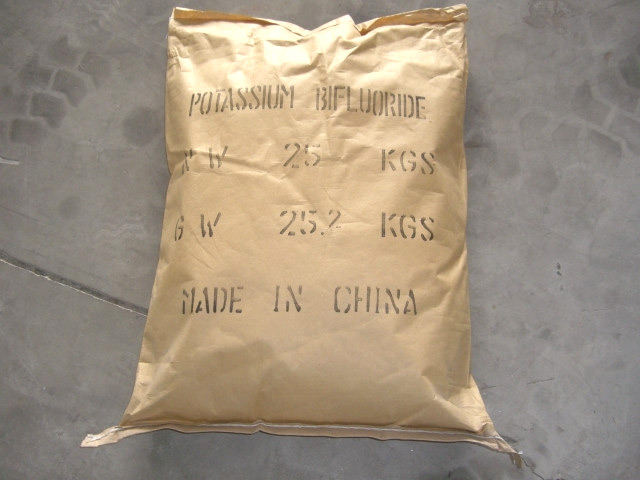 POTASSIUM BIFLUORIDE
N W 25 KGS
G W 25.2 KGS
MADE IN CHINA